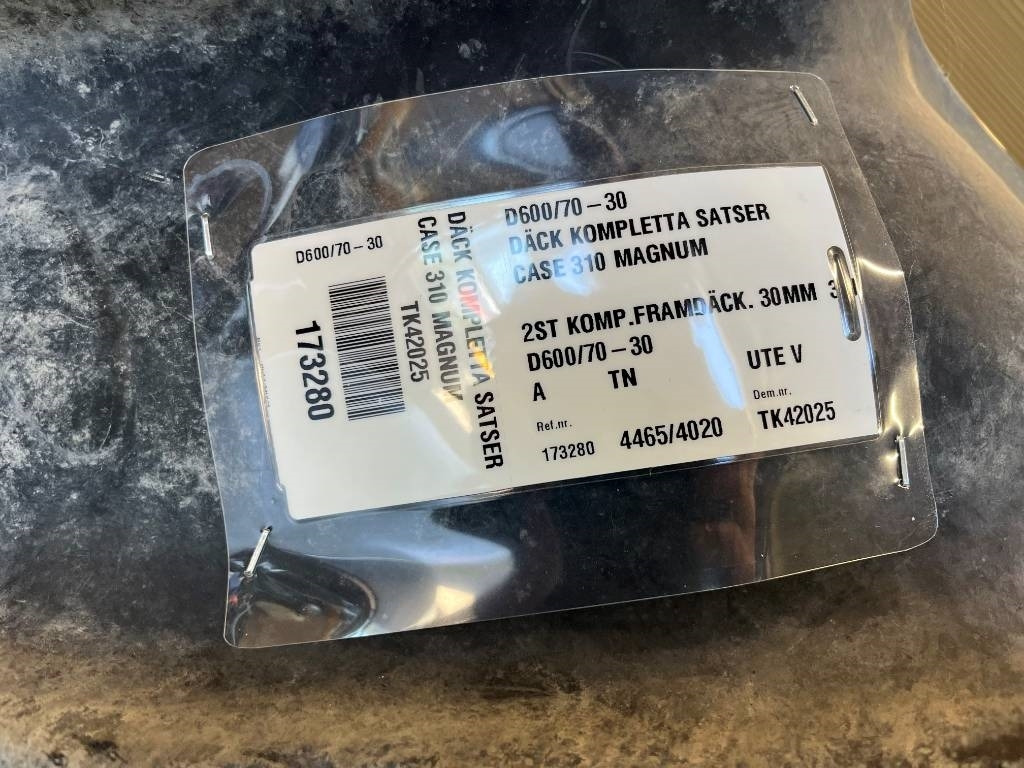 D600/70-30
173280
DÄCK KOMPLETTA SATSER
CASE 310 MAGNUM
TK42025
D600/70-30
DÄCK KOMPLETTA SATSER
CASE 310 MAGNUM
2ST KOMP.FRAMDÄCK. 30MM
D600/70-30
A TN UTE V
Ref.nr. Dem.nr.
173280 4465/4020 TK42025